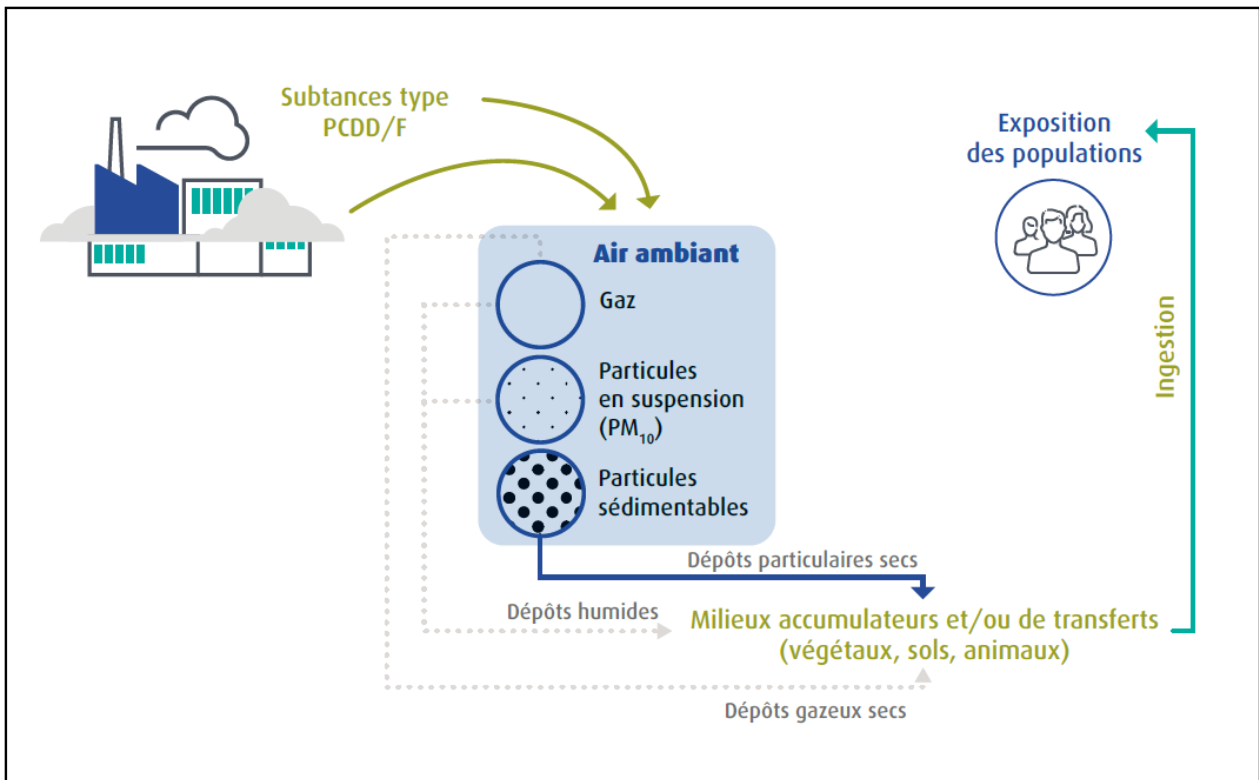 Subtances type
PCDD/F
Exposition
des populations
Air ambiant
Gaz
Particules
en suspension
(PM₁₀)
Particules
sédimentables
Ingestion
Dépôts particulaires secs
Dépôts humides
Milieux accumulateurs et/ou de transferts
(végétaux, sols, animaux)
Dépôts gazeux secs